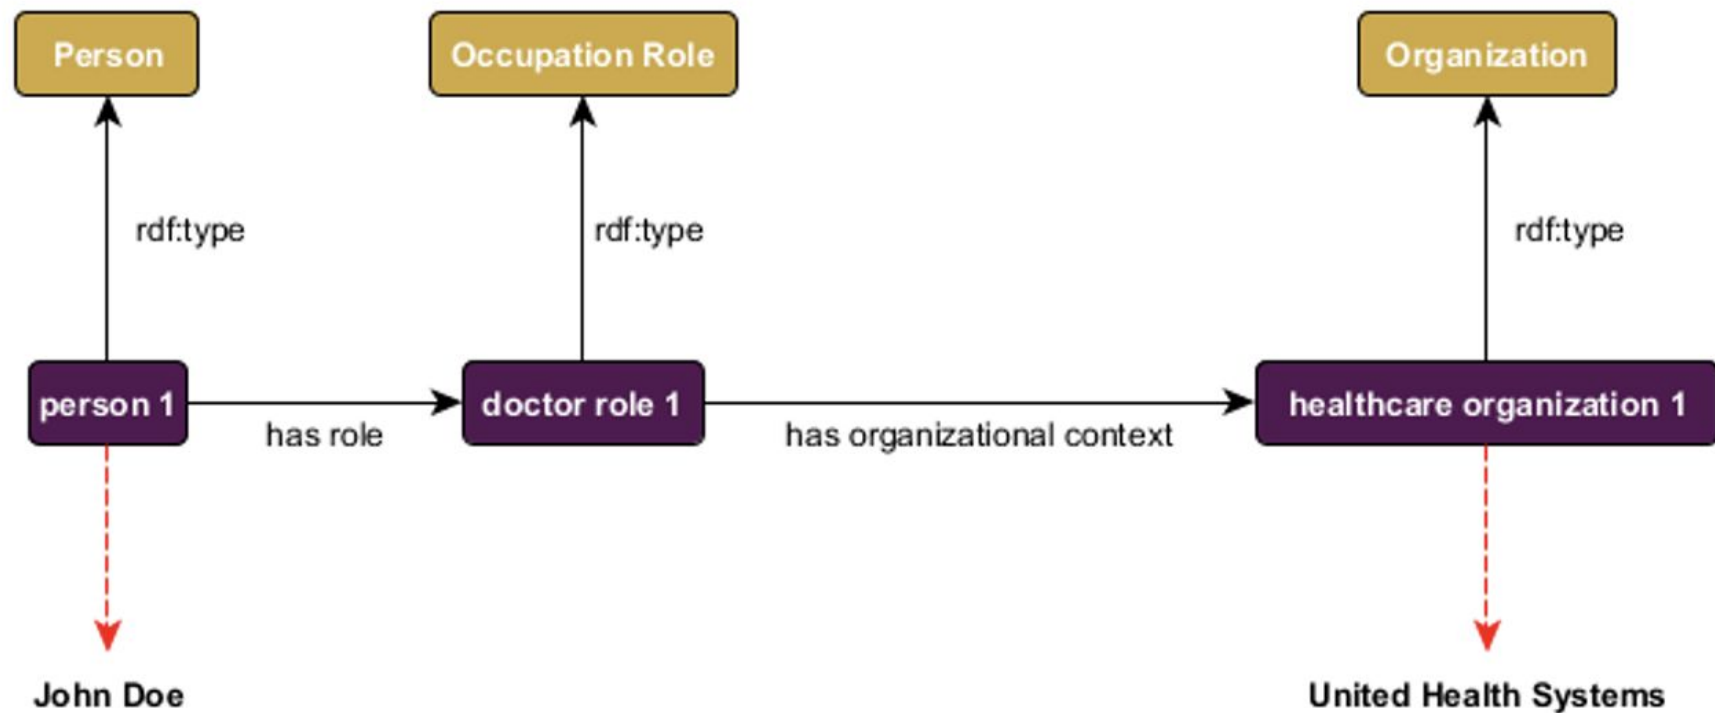 Person
Occupation Role
Organization
rdf:type
rdf:type
rdf:type
person 1
has role
doctor role 1
has organizational context
healthcare organization 1
John Doe
United Health Systems